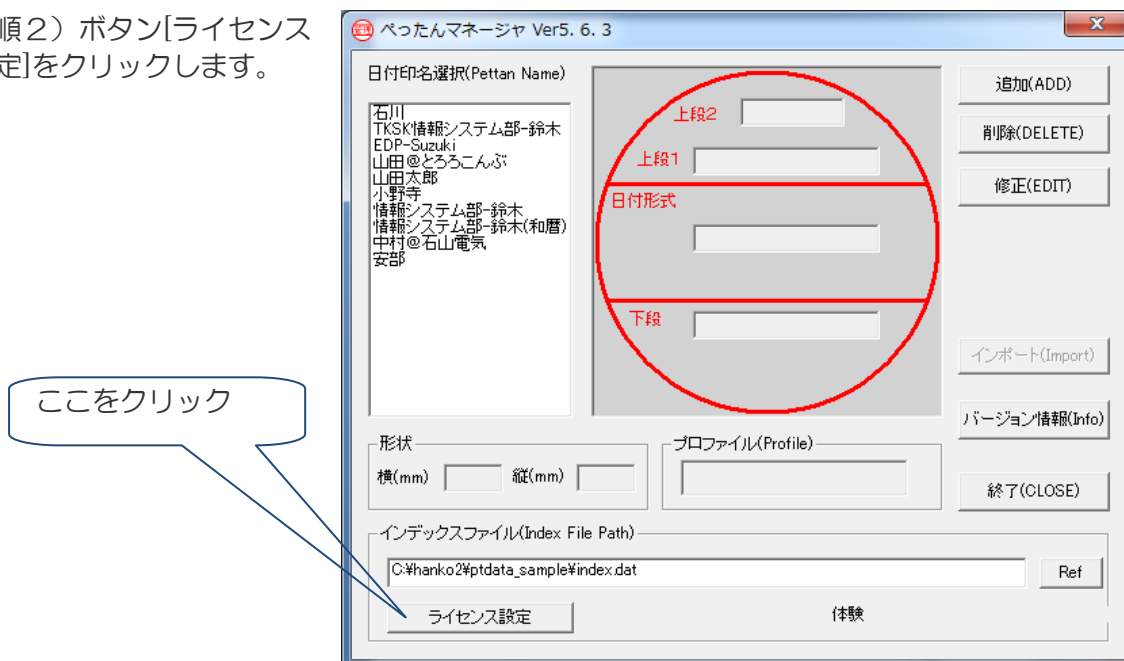 順２）ボタン[ライセンス
定]をクリックします。
ぺったんマネージャ Ver5. 6. 3
日付印名選択(Pettan Name)
石川
TKSK情報システム部-鈴木
EDP-Suzuki
山田＠とろろこんぶ
山田太郎
小野寺
情報システム部-鈴木
情報システム部-鈴木(和暦)
中村＠石山電気
安部
上段2
上段1
日付形式
下段
追加(ADD)
削除(DELETE)
修正(EDIT)
インポート(Import)
バージョン情報(Info)
終了(CLOSE)
ここをクリック
形状
横(mm)
縦(mm)
プロファイル(Profile)
インデックスファイル(Index File Path)
C:¥hanko2¥ptdata_sample¥index.dat
Ref
ライセンス設定
体験